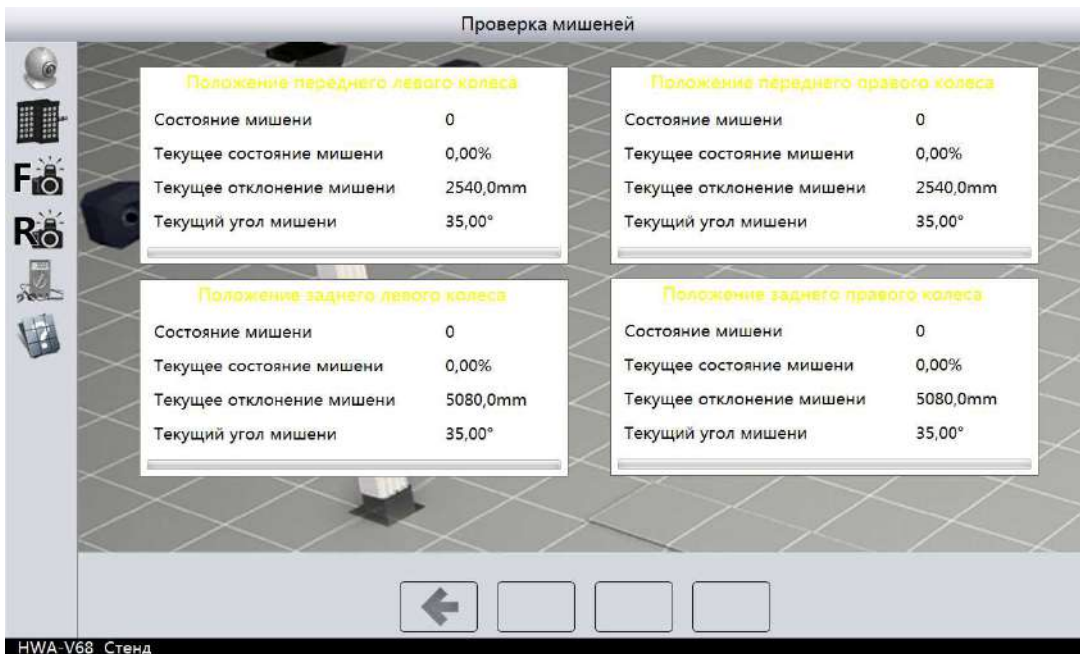 Проверка мишеней
Положение переднего левого колеса
Состояние мишени 0
Текущее состояние мишени 0,00%
Текущее отклонение мишени 2540,0mm
Текущий угол мишени 35,00°
Положение переднего правого колеса
Состояние мишени 0
Текущее состояние мишени 0,00%
Текущее отклонение мишени 2540,0mm
Текущий угол мишени 35,00°
F
R
Положение заднего левого колеса
Состояние мишени 0
Текущее состояние мишени 0,00%
Текущее отклонение мишени 5080,0mm
Текущий угол мишени 35,00°
Положение заднего правого колеса
Состояние мишени 0
Текущее состояние мишени 0,00%
Текущее отклонение мишени 5080,0mm
Текущий угол мишени 35,00°
HWA-V68 Стенд